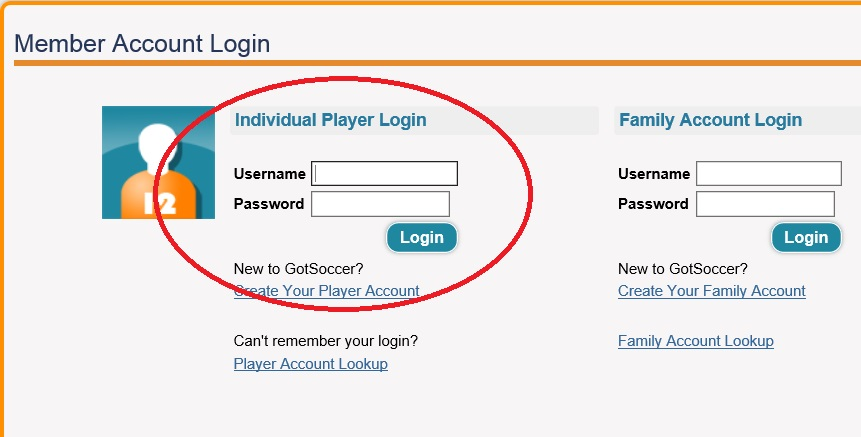 Member Account Login
12
Individual Player Login
Username
Password
Login
New to GotSoccer?
Create Your Player Account
Can't remember your login?
Player Account Lookup
Family Account Login
Username
Password
Login
New to GotSoccer?
Create Your Family Account
Family Account Lookup